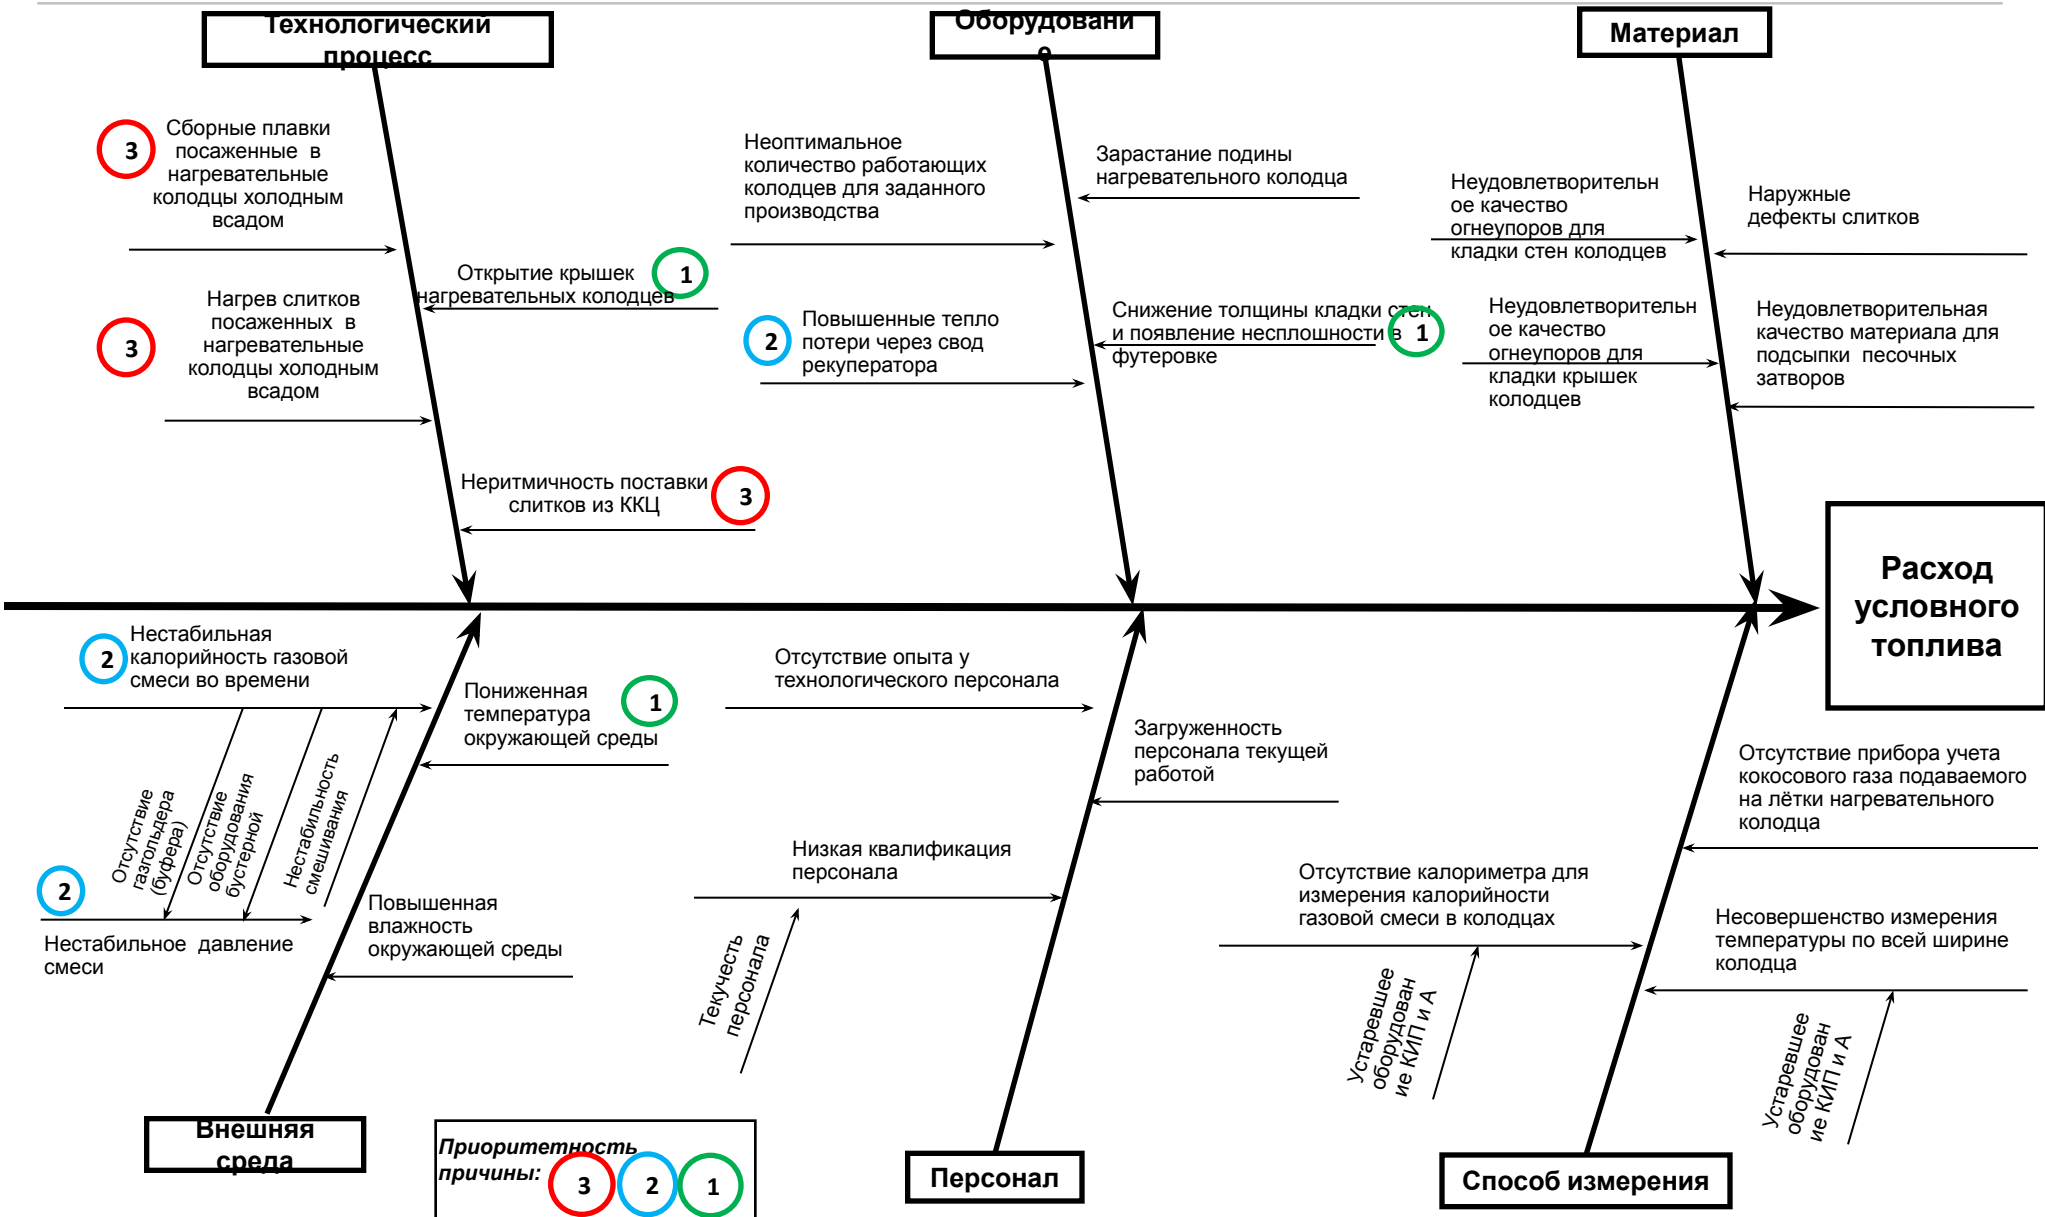 Технологический
процесс
Оборудовани
е
Материал
3
Сборные плавки
посаженные в
нагревательные
колодцы холодным
всадом
Открытие крышек
нагревательных колодцев
1
3
Нагрев слитков
посаженных в
нагревательные
колодцы холодным
всадом
Неритмичность поставки
слитков из ККЦ
3
Неоптимальное
количество работающих
колодцев для заданного
производства
Зарастание подины
нагревательного колодца
2
Повышенные тепло
потери через свод
рекуператора
Снижение толщины кладки стен
и появление несплошности в
футеровке
1
Неудовлетворительн
ое качество
огнеупоров для
кладки стен колодцев
Наружные
дефекты слитков
Неудовлетворительн
ое качество
огнеупоров для
кладки крышек
колодцев
Неудовлетворительная
качество материала для
подсыпки песочных
затворов
Расход
условного
топлива
2
Нестабильная
калорийность газовой
смеси во времени
Пониженная
температура
окружающей среды
1
Отсутствие
газгольдера
(буфера)
Отсутствие
оборудования
бустерной
Нестабильность
смешивания
2
Нестабильное давление
смеси
Повышенная
влажность
окружающей среды
Отсутствие опыта у
технологического персонала
Загруженность
персонала текущей
работой
Низкая квалификация
персонала
Текучесть
персонала
Отсутствие прибора учета
кокосового газа подаваемого
на лётки нагревательного
колодца
Отсутствие калориметра для
измерения калорийности
газовой смеси в колодцах
Несовершенство измерения
температуры по всей ширине
колодца
Устаревшее
оборудован
ие КИП и А
Устаревшее
оборудован
ие КИП и А
Внешняя
среда
Приоритетность
причины:
3
2
1
Персонал
Способ измерения